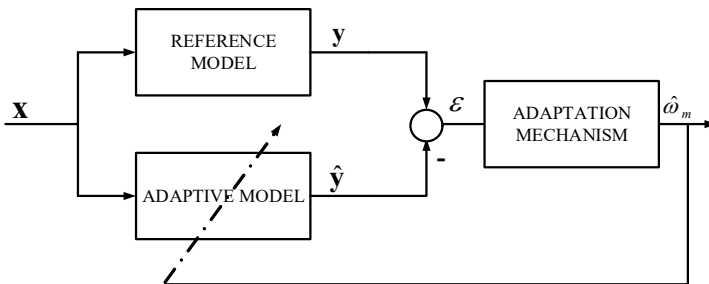 REFERENCE
MODEL
y
x
ε
ADAPTATION
MECHANISM
ω̂ₘ
ADAPTIVE MODEL
ŷ
-